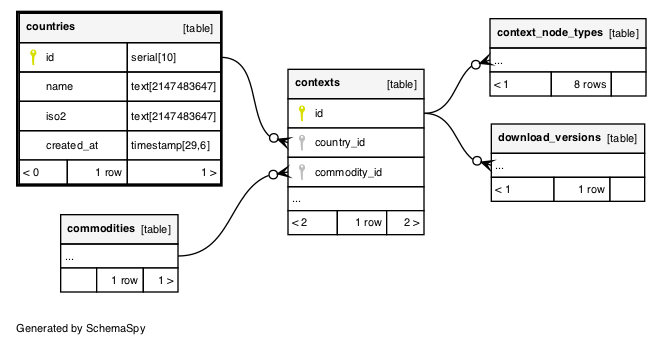 countries [table]
id serial[10]
name text[2147483647]
iso2 text[2147483647]
created_at timestamp[29,6]
< 0 1 row 1 >
contexts [table]
id
country_id
commodity_id
...
< 2 1 row 2 >
context_node_types [table]
...
< 1 8 rows
download_versions [table]
...
< 1 1 row
commodities [table]
...
1 row 1 >
Generated by SchemaSpy